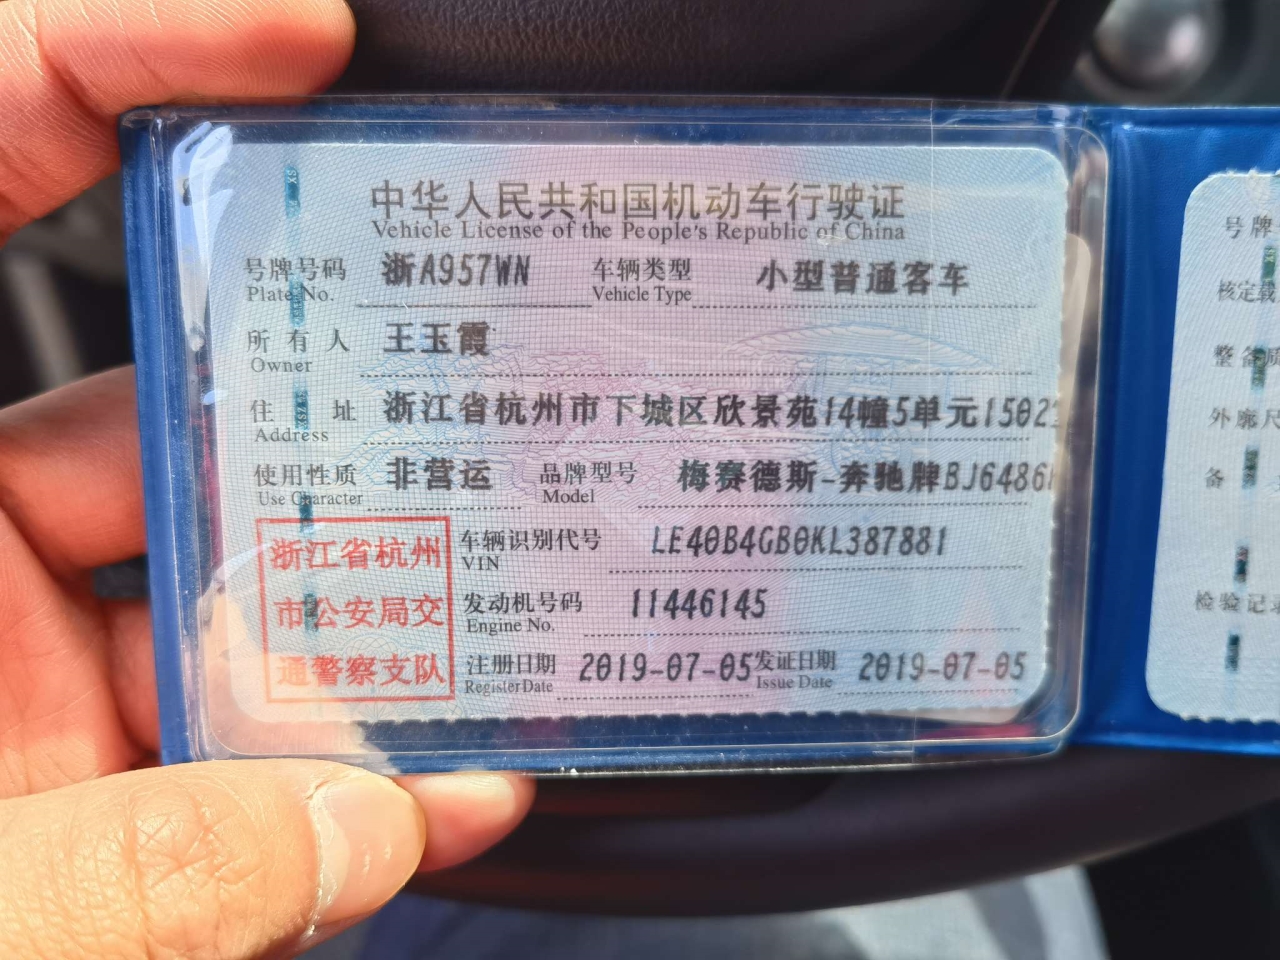 中华人民共和国机动车行驶证
Vehicle License of the People's Republic of China
号牌号码 浙A957WN 车辆类型 小型普通客车
Plate No. Vehicle Type
所有人 王玉霞
Owner
住址 浙江省杭州市下城区欣景苑14幢5单元1502
Address
使用性质 非营运 品牌型号 梅赛德斯-奔驰牌BJ6486
Use Character Model
浙江省杭州
市公安局交
通警察支队
车辆识别代号 LE40B4GB0KL387881
VIN
发动机号码 11446145
Engine No.
注册日期 2019-07-05 发证日期 2019-07-05
Register Date Issue Date
号牌
核定载
整备质
外廓尺
备
检验记